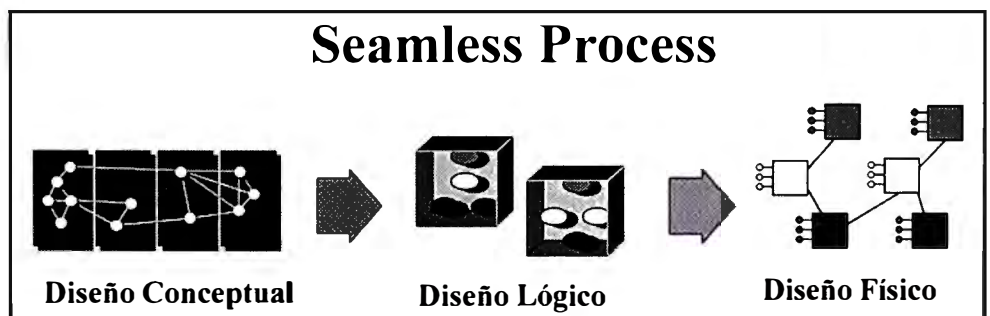 Seamless Process
Diseño Conceptual
Diseño Lógico
Diseño Físico